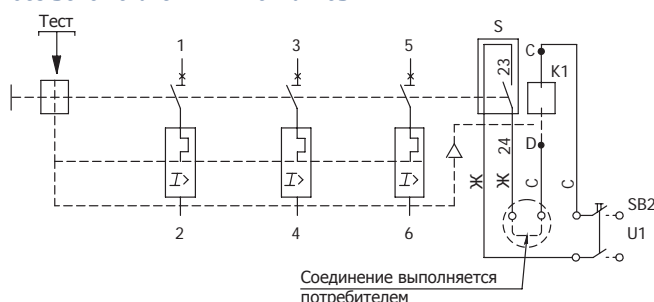 Тест
1
3
5
S
C
23
K1
24
D
Ж
Ж
C
C
I>
I>
I>
2
4
6
SB2
U1
Соединение выполняется
потребителем